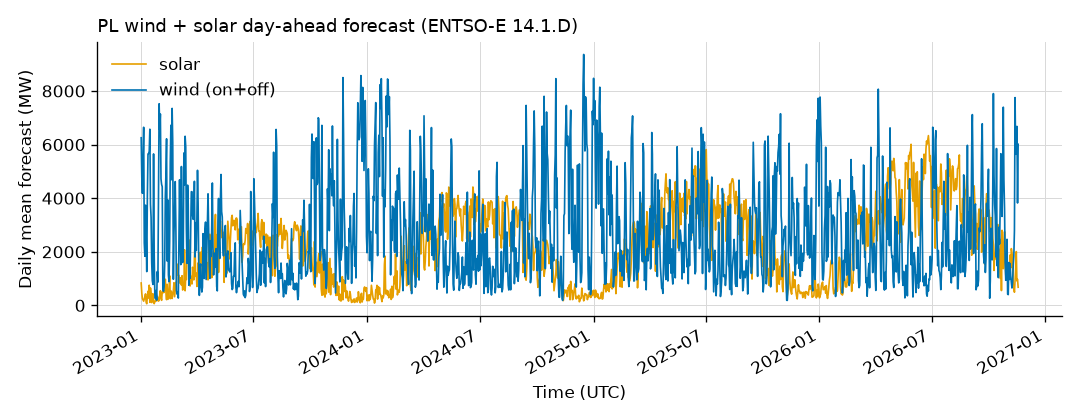 PL wind + solar day-ahead forecast (ENTSO-E 14.1.D)
solar
wind (on+off)
Daily mean forecast (MW)
8000
6000
4000
2000
0
2023-01
2023-07
2024-01
2024-07
2025-01
2025-07
2026-01
2026-07
2027-01
Time (UTC)